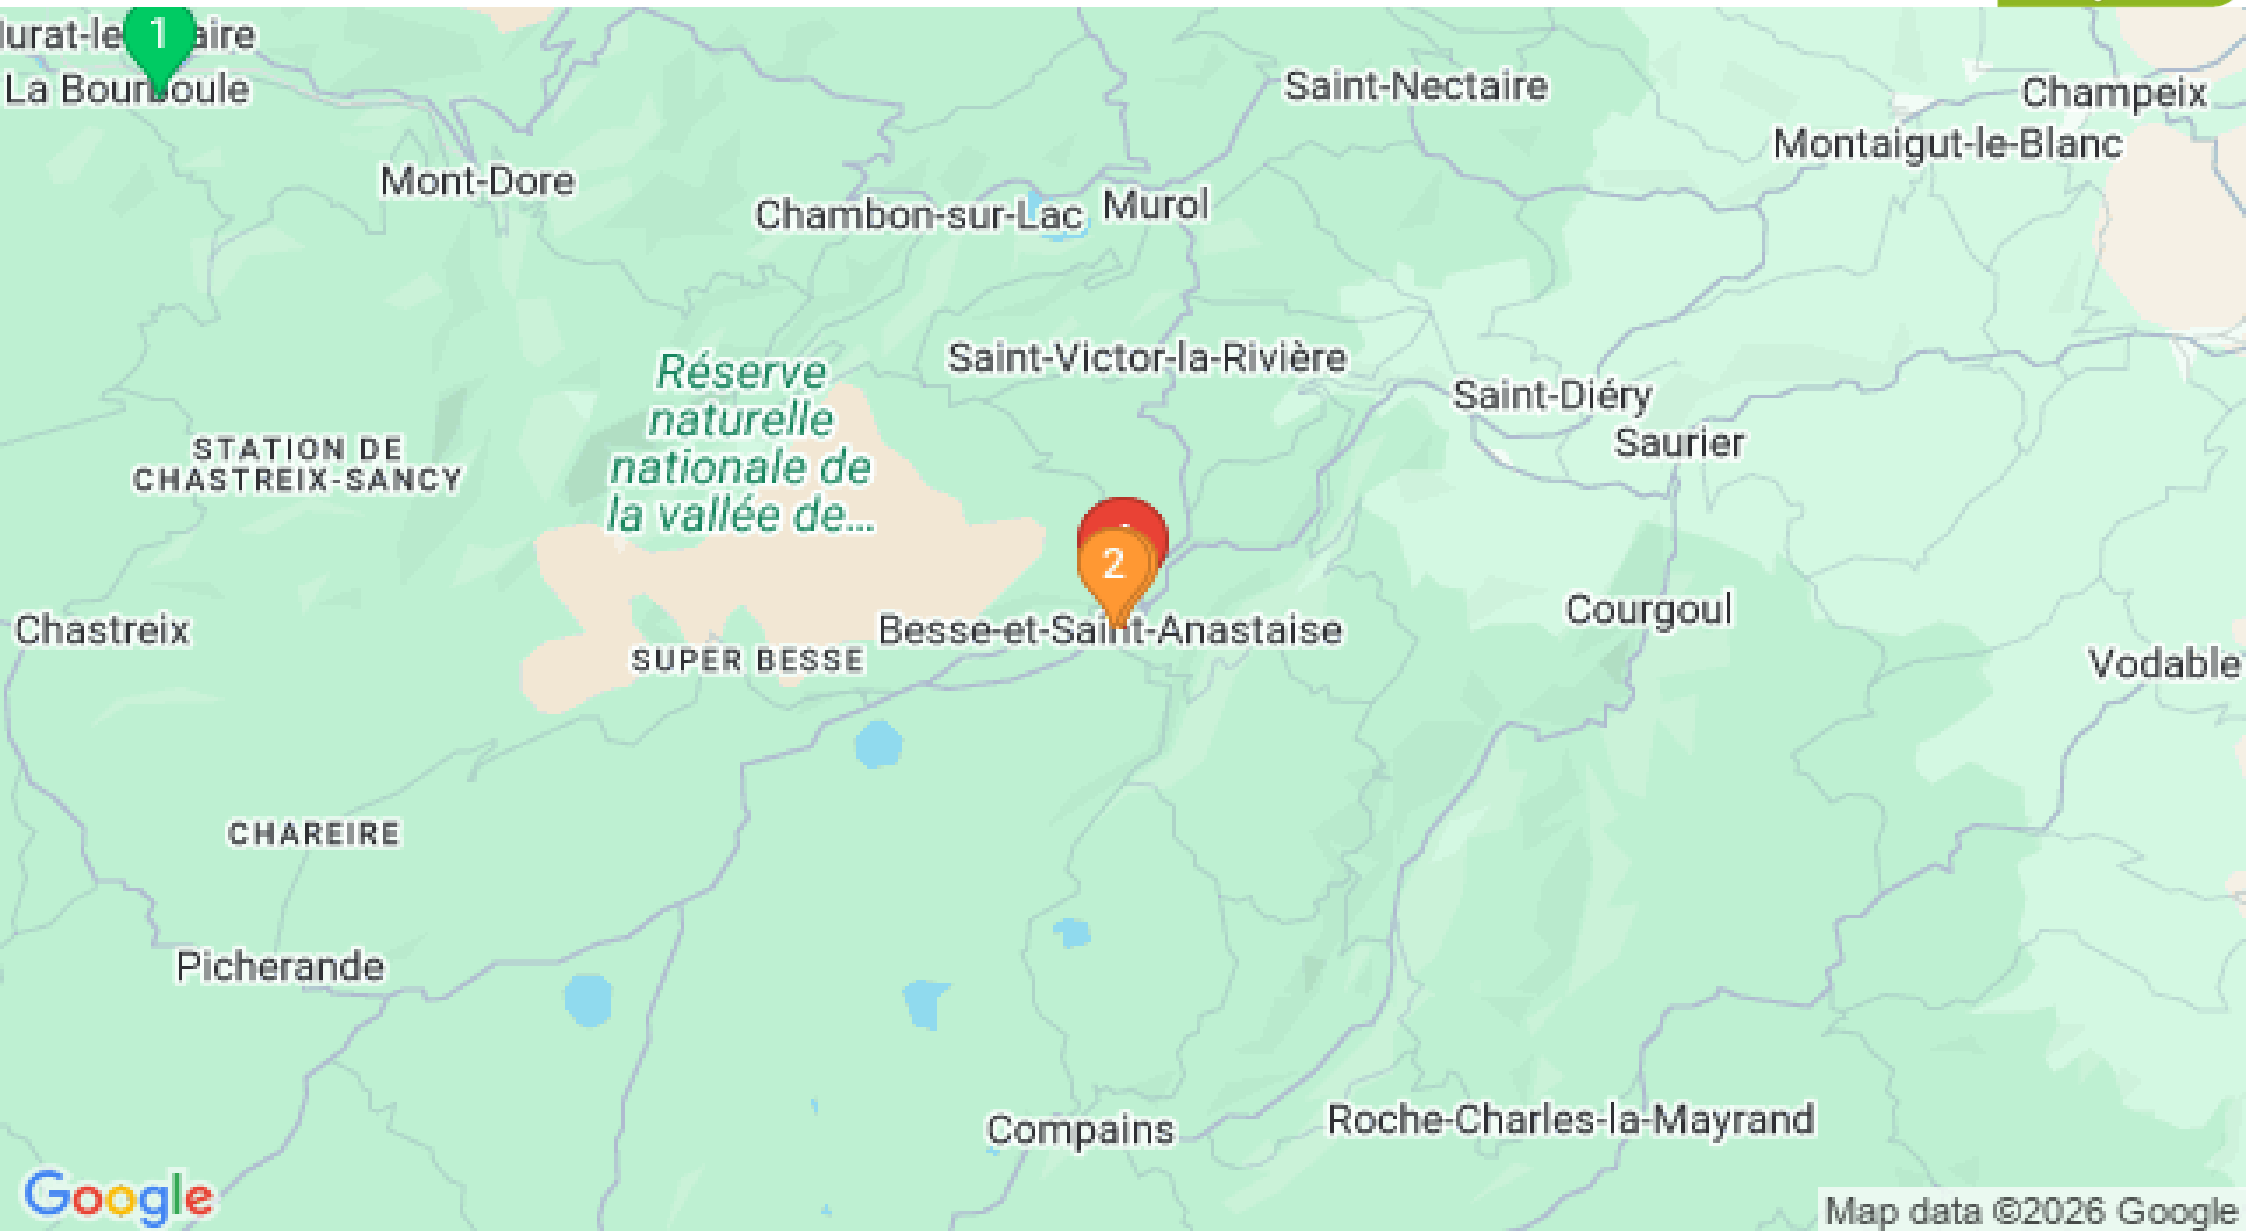 1
La Bourboule
Saint-Nectaire
Champeix
Montaigut-le-Blanc
Mont-Dore
Chambon-sur-Lac
Murol
Saint-Victor-la-Rivière
Réserve
naturelle
nationale de
la vallée de...
Saint-Diéry
Saurier
STATION DE
CHASTREIX-SANCY
2
Chastreix
Besse-et-Saint-Anastaise
SUPER BESSE
Courgoul
Vodable
CHAREIRE
Picherande
Compains
Roche-Charles-la-Mayrand
Google
Map data ©2026 Google